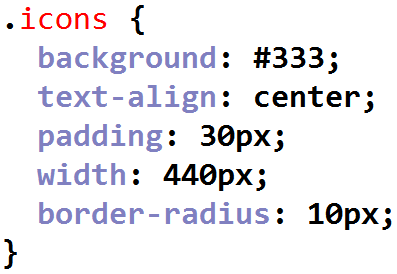 .icons {
  background: #333;
  text-align: center;
  padding: 30px;
  width: 440px;
  border-radius: 10px;
}